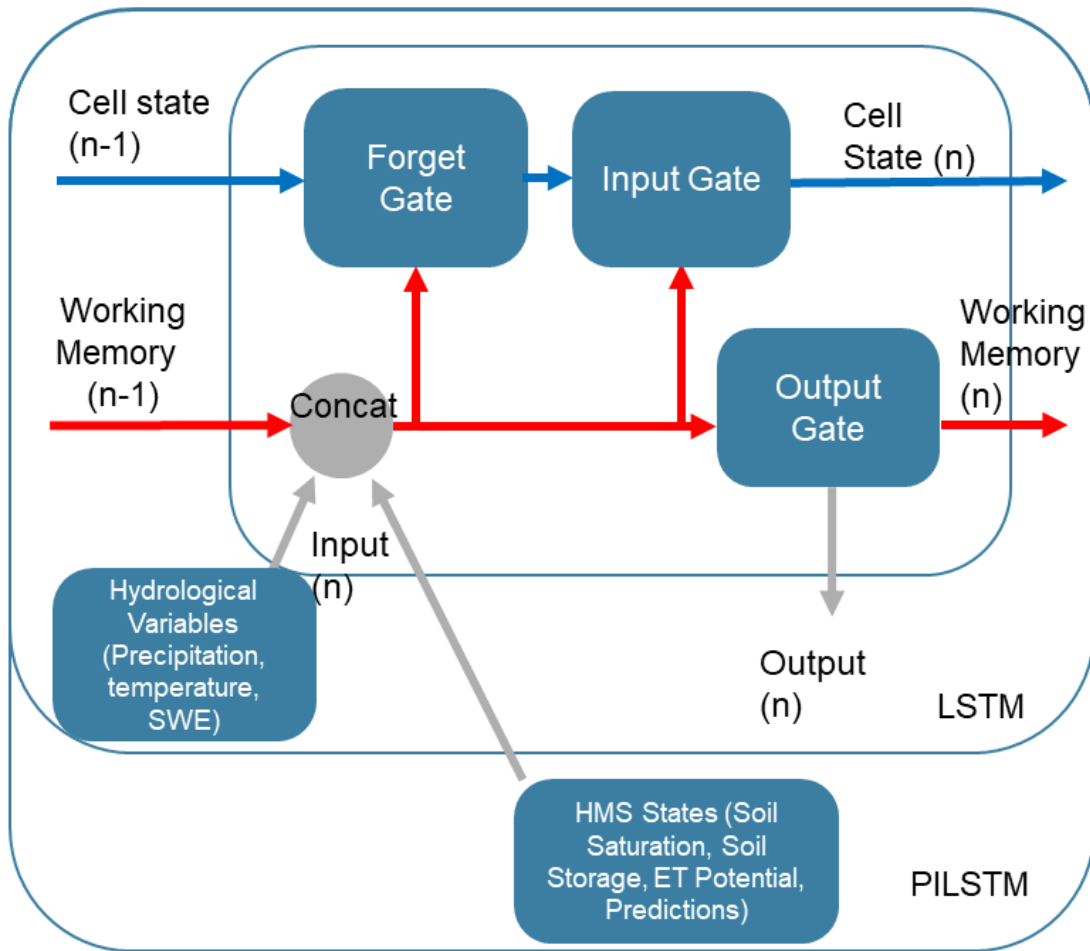 Cell state
(n-1)
Forget
Gate
Input Gate
Cell
State (n)
Working
Memory
(n-1)
Concat
Output
Gate
Working
Memory
(n)
Input
(n)
Hydrological
Variables
(Precipitation,
temperature,
SWE)
Output
(n)
LSTM
HMS States (Soil
Saturation, Soil
Storage, ET Potential,
Predictions)
PILSTM